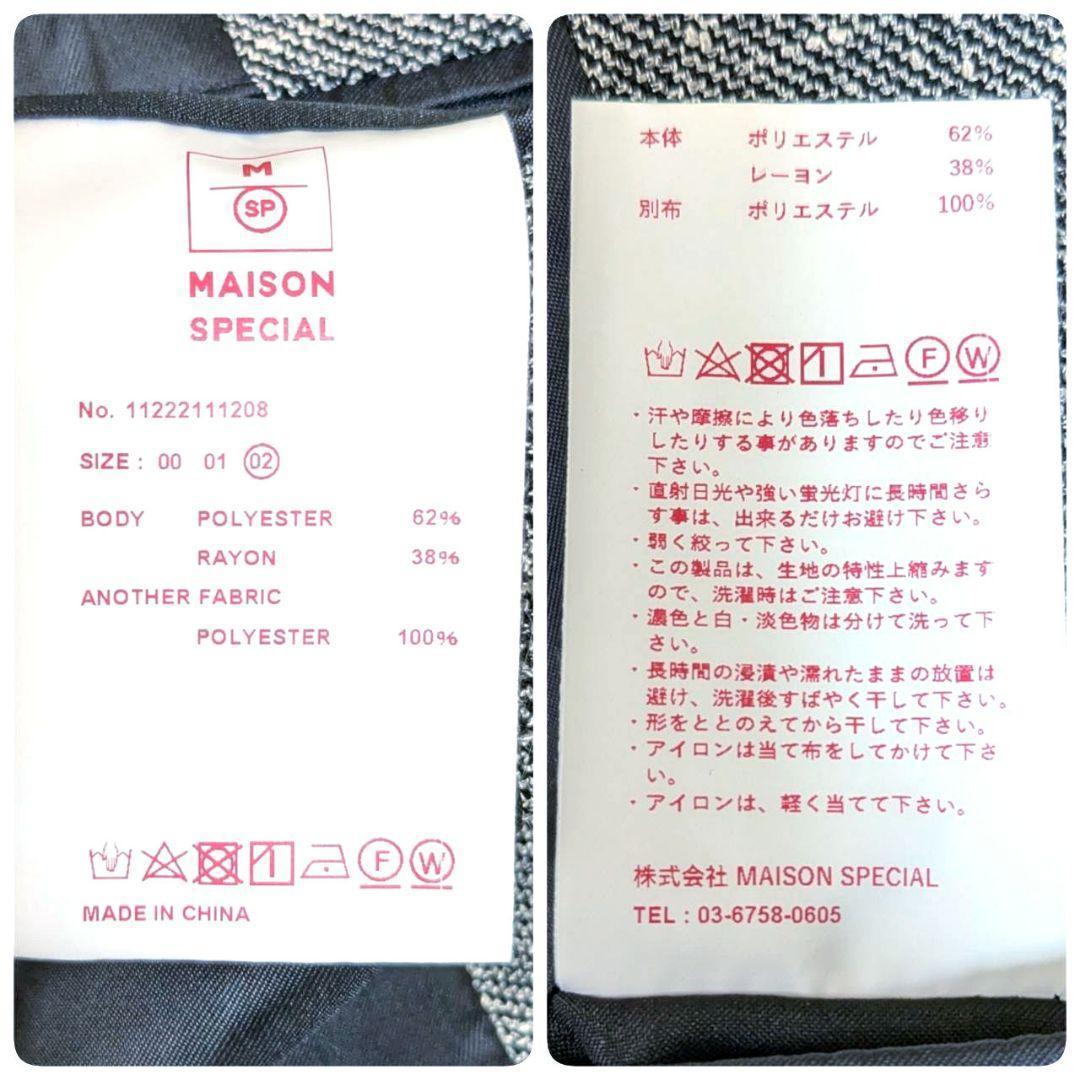 M
SP
MAISON
SPECIAL
No. 11222111208
SIZE : 00 01 02
BODY POLYESTER 62%
RAYON 38%
ANOTHER FABRIC
POLYESTER 100%
F W
MADE IN CHINA
本体 ポリエステル 62%
レーヨン 38%
別布 ポリエステル 100%
F W
・汗や摩擦により色落ちしたり色移り
したりする事がありますのでご注意
下さい。
・直射日光や強い蛍光灯に長時間さら
す事は、出来るだけお避け下さい。
・弱く絞って下さい。
・この製品は、生地の特性上縮みます
ので、洗濯時はご注意下さい。
・濃色と白・淡色物は分けて洗って下
さい。
・長時間の浸漬や濡れたままの放置は
避け、洗濯後すばやく干して下さい。
・形をととのえてから干して下さい。
・アイロンは当て布をしてかけて下さ
い。
・アイロンは、軽く当てて下さい。
株式会社 MAISON SPECIAL
TEL : 03-6758-0605